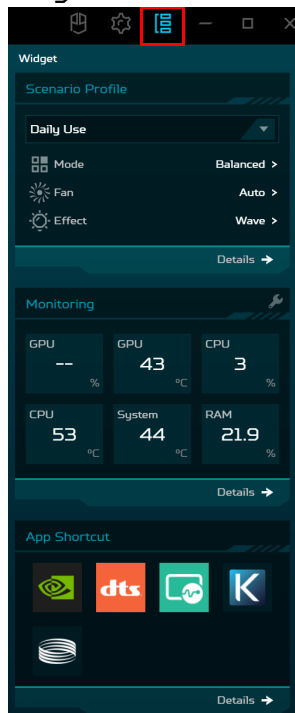 Widget
Scenario Profile
Daily Use
Mode Balanced >
Fan Auto >
Effect Wave >
Details →
Monitoring
GPU GPU CPU
-- 43 3
% °C %
CPU System RAM
53 44 21.9
°C °C %
Details →
App Shortcut
dts K
Details →